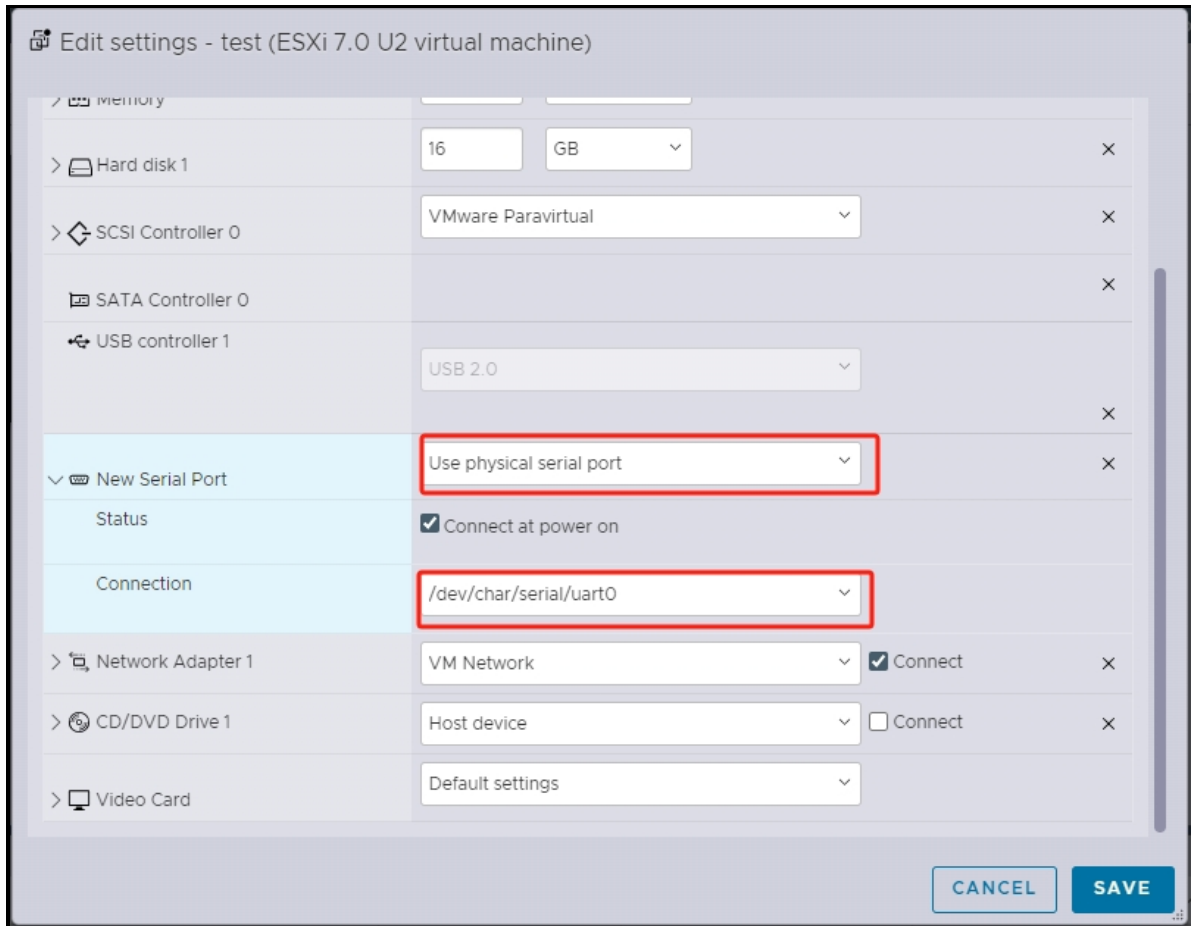 Edit settings - test (ESXi 7.0 U2 virtual machine)
Memory
Hard disk 1
16
GB
SCSI Controller 0
VMware Paravirtual
SATA Controller 0
USB controller 1
USB 2.0
New Serial Port
Use physical serial port
Status
Connect at power on
Connection
/dev/char/serial/uart0
Network Adapter 1
VM Network
Connect
CD/DVD Drive 1
Host device
Connect
Video Card
Default settings
CANCEL
SAVE